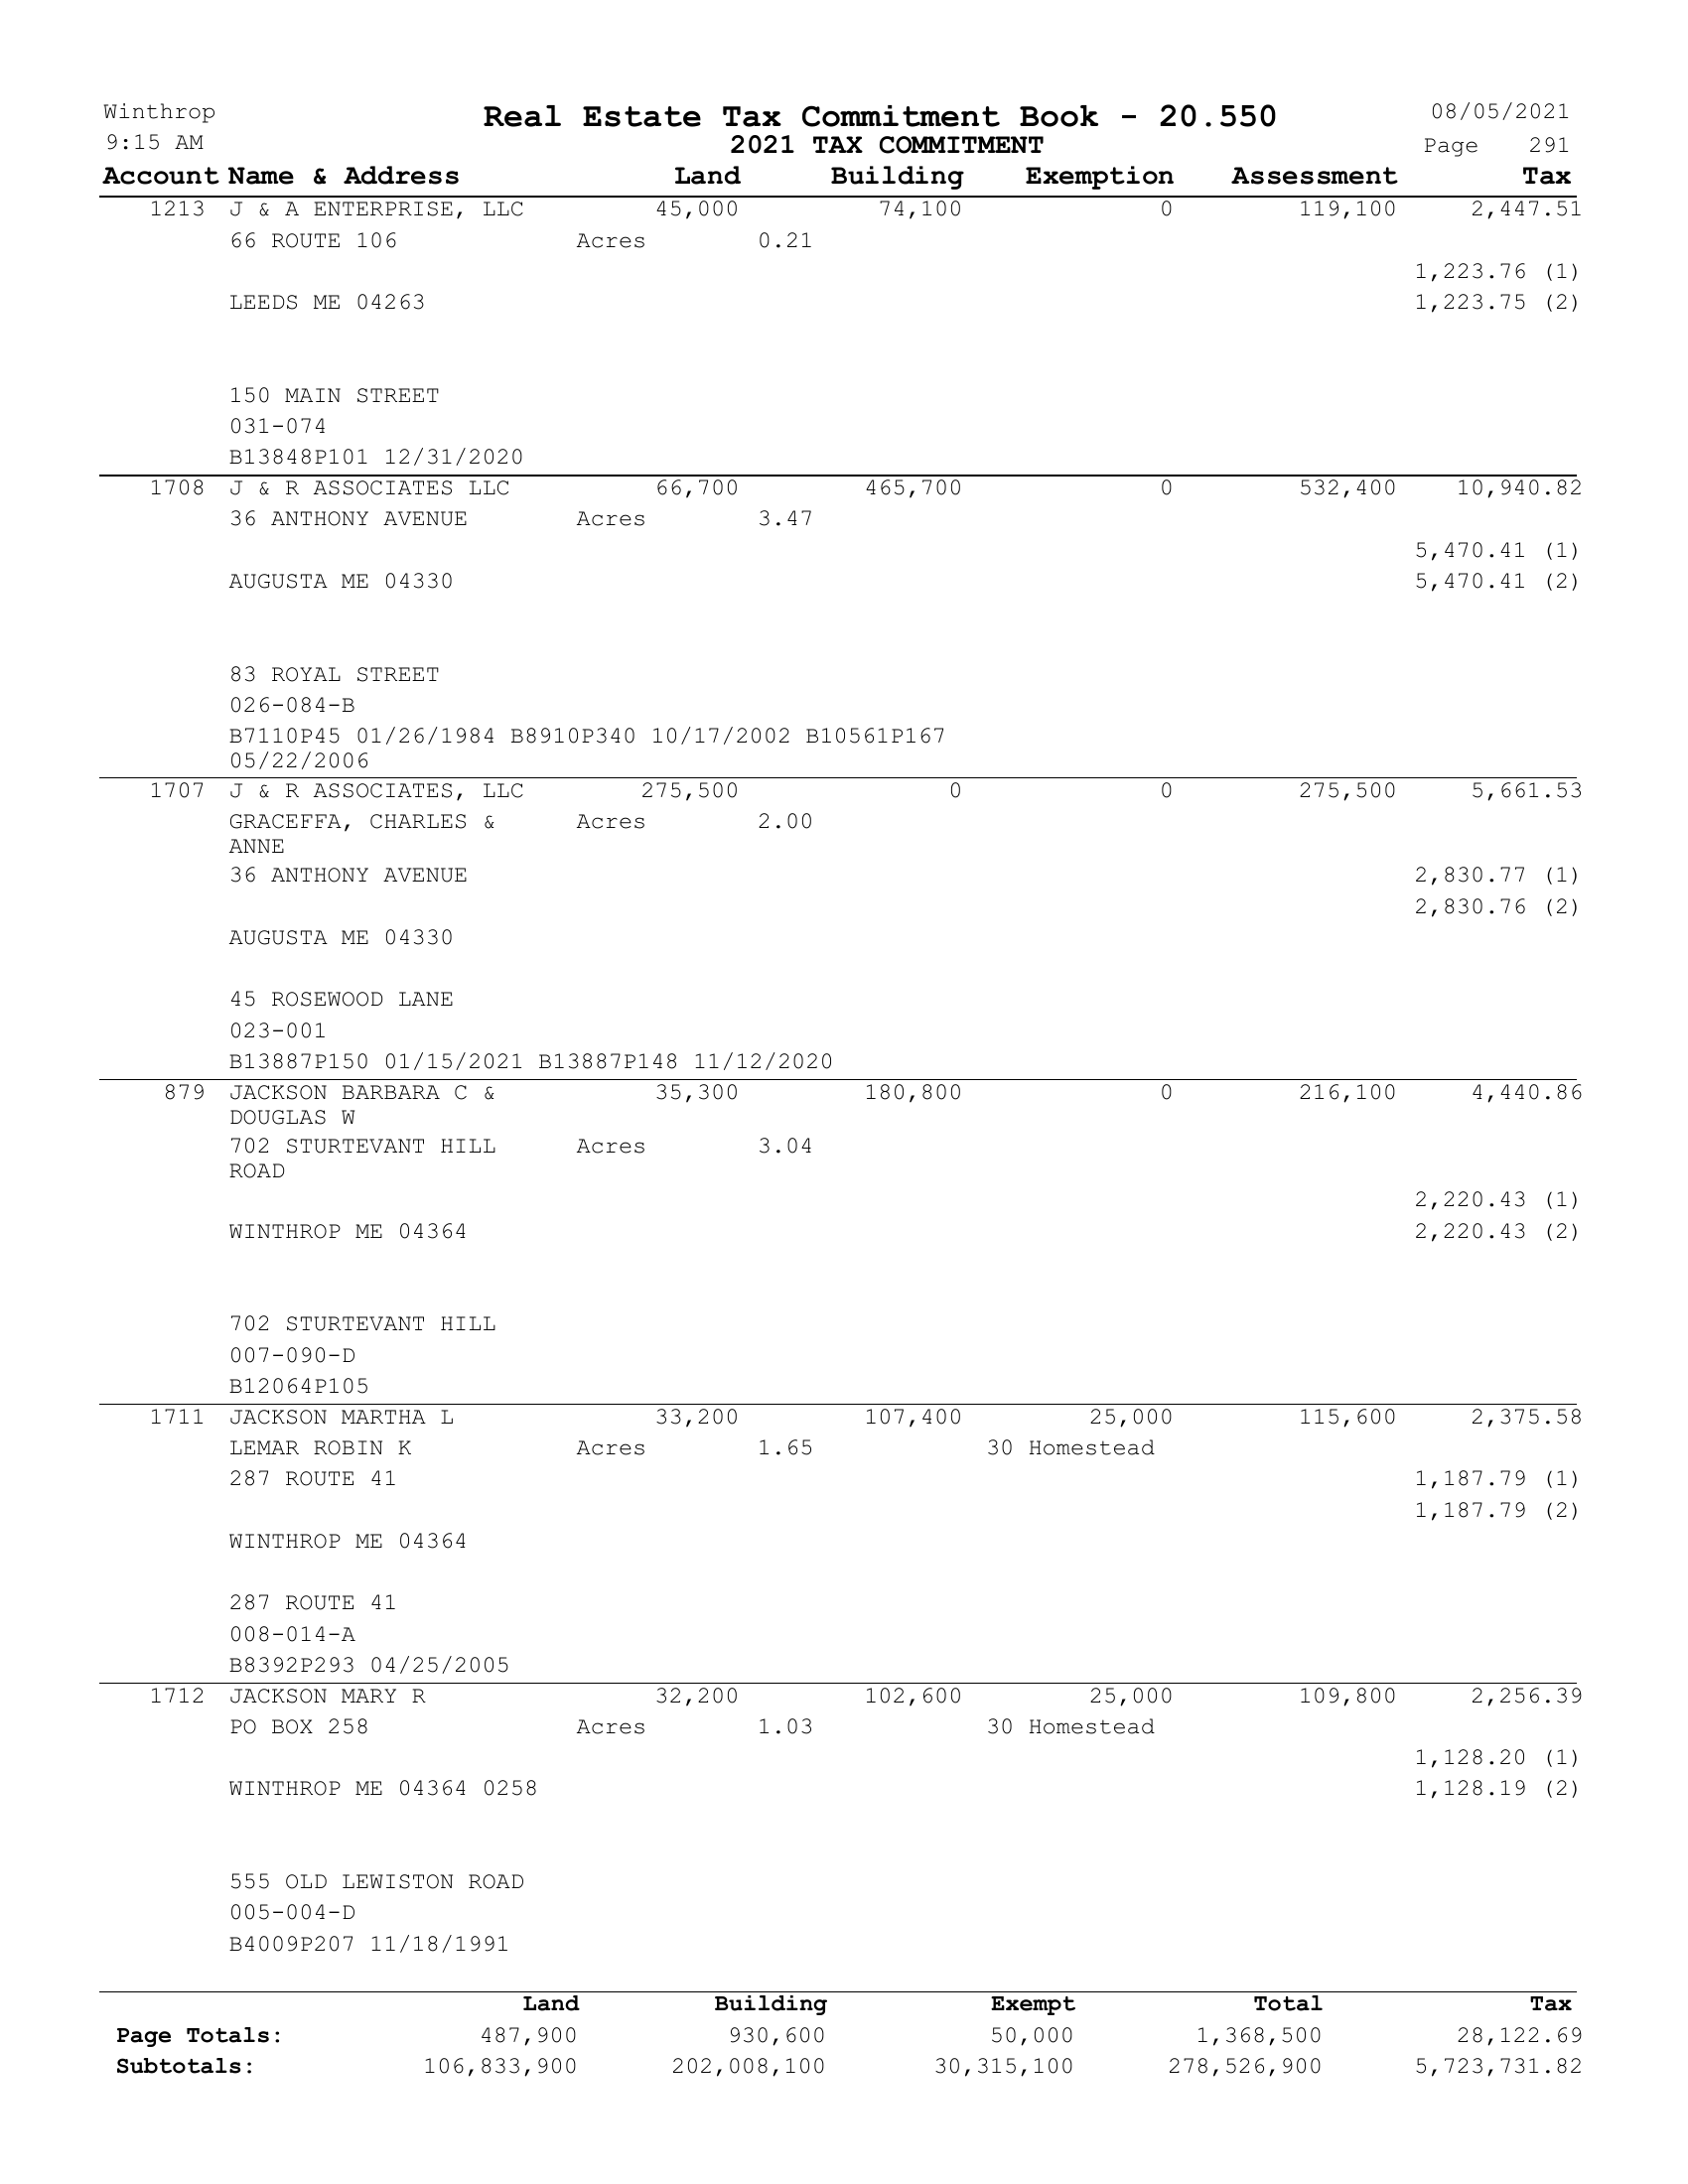 Winthrop Real Estate Tax Commitment Book - 20.550 08/05/2021
9:15 AM 2021 TAX COMMITMENT Page 291
Account Name & Address Land Building Exemption Assessment Tax
1213 J & A ENTERPRISE, LLC 45,000 74,100 0 119,100 2,447.51
66 ROUTE 106 Acres 0.21
1,223.76 (1)
LEEDS ME 04263 1,223.75 (2)
150 MAIN STREET
031-074
B13848P101 12/31/2020
1708 J & R ASSOCIATES LLC 66,700 465,700 0 532,400 10,940.82
36 ANTHONY AVENUE Acres 3.47
5,470.41 (1)
AUGUSTA ME 04330 5,470.41 (2)
83 ROYAL STREET
026-084-B
B7110P45 01/26/1984 B8910P340 10/17/2002 B10561P167
05/22/2006
1707 J & R ASSOCIATES, LLC 275,500 0 0 275,500 5,661.53
GRACEFFA, CHARLES & Acres 2.00
ANNE
36 ANTHONY AVENUE 2,830.77 (1)
2,830.76 (2)
AUGUSTA ME 04330
45 ROSEWOOD LANE
023-001
B13887P150 01/15/2021 B13887P148 11/12/2020
879 JACKSON BARBARA C & 35,300 180,800 0 216,100 4,440.86
DOUGLAS W
702 STURTEVANT HILL Acres 3.04
ROAD
2,220.43 (1)
WINTHROP ME 04364 2,220.43 (2)
702 STURTEVANT HILL
007-090-D
B12064P105
1711 JACKSON MARTHA L 33,200 107,400 25,000 115,600 2,375.58
LEMAR ROBIN K Acres 1.65 30 Homestead
287 ROUTE 41 1,187.79 (1)
1,187.79 (2)
WINTHROP ME 04364
287 ROUTE 41
008-014-A
B8392P293 04/25/2005
1712 JACKSON MARY R 32,200 102,600 25,000 109,800 2,256.39
PO BOX 258 Acres 1.03 30 Homestead
1,128.20 (1)
WINTHROP ME 04364 0258 1,128.19 (2)
555 OLD LEWISTON ROAD
005-004-D
B4009P207 11/18/1991
Land Building Exempt Total Tax
Page Totals: 487,900 930,600 50,000 1,368,500 28,122.69
Subtotals: 106,833,900 202,008,100 30,315,100 278,526,900 5,723,731.82